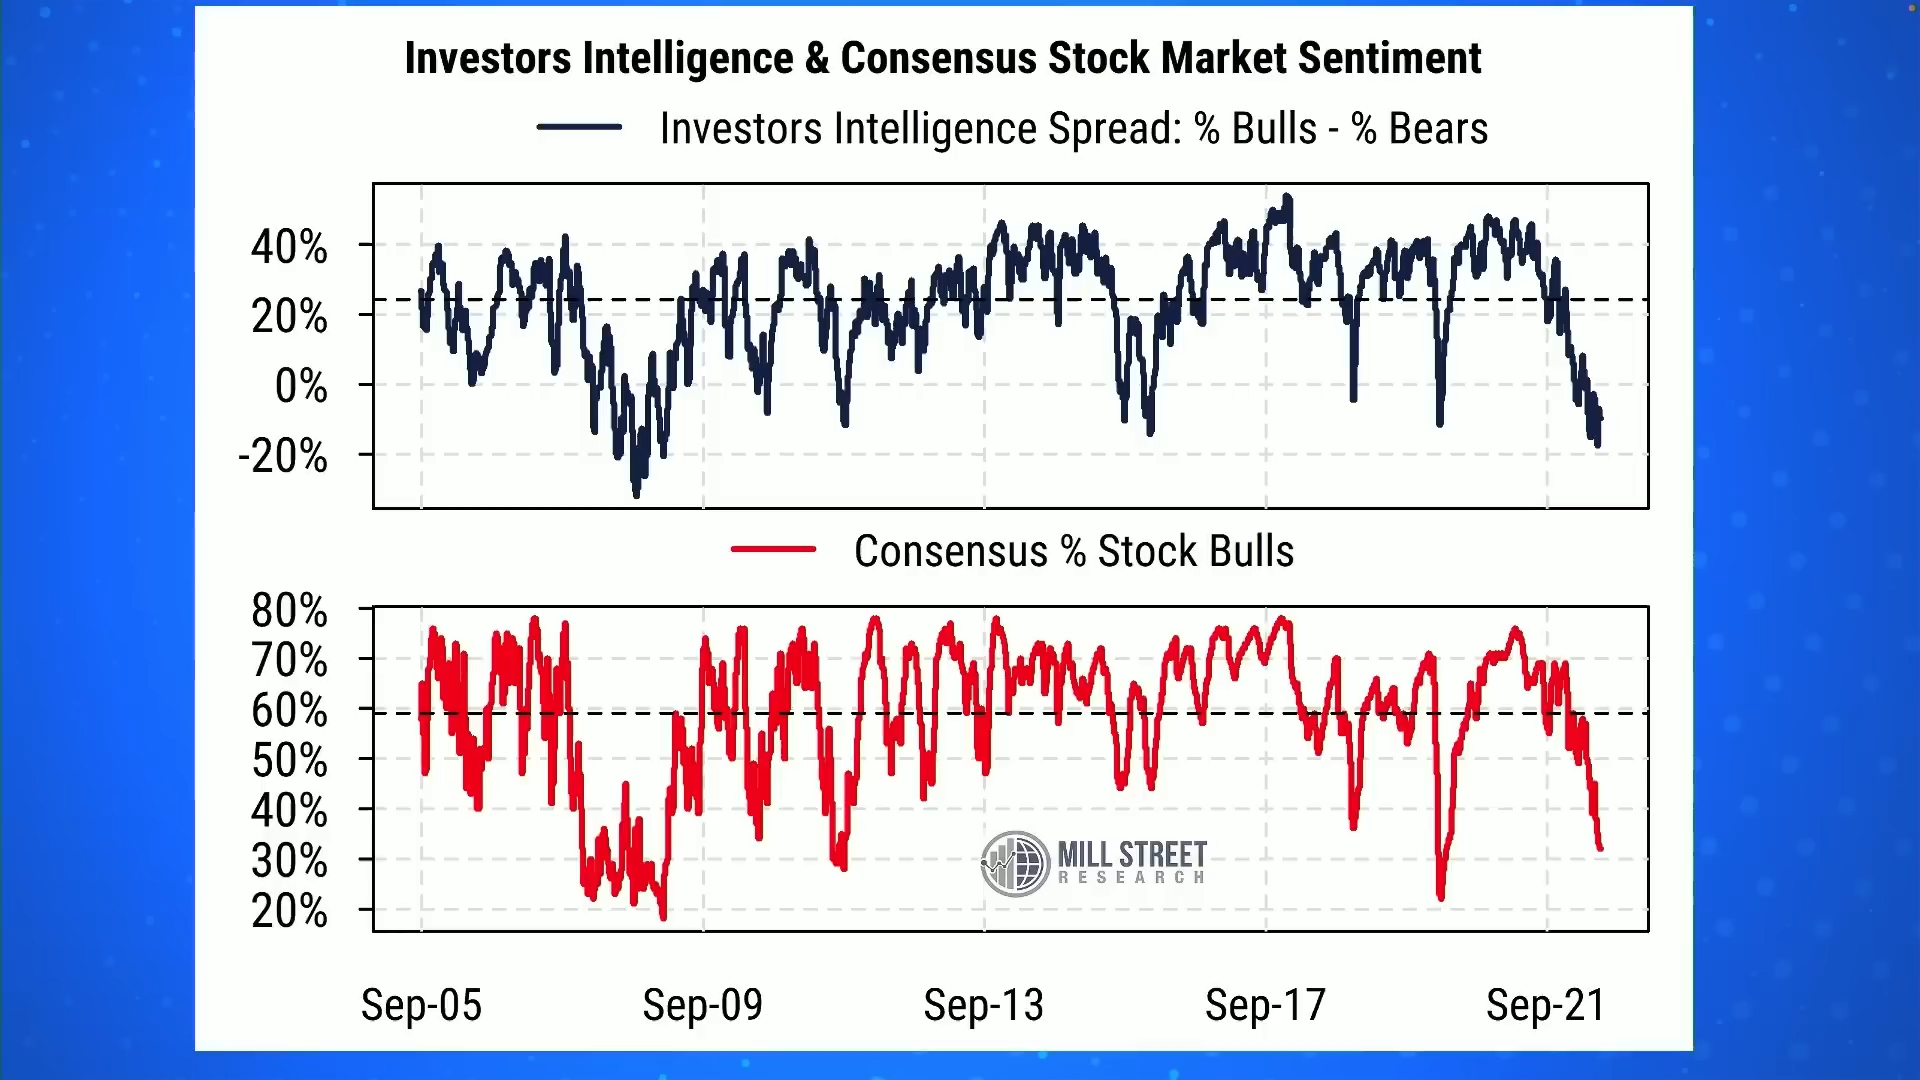 Investors Intelligence & Consensus Stock Market Sentiment
Investors Intelligence Spread: % Bulls - % Bears
40%
20%
0%
-20%
Consensus % Stock Bulls
80%
70%
60%
50%
40%
30%
20%
MILL STREET
RESEARCH
Sep-05 Sep-09 Sep-13 Sep-17 Sep-21